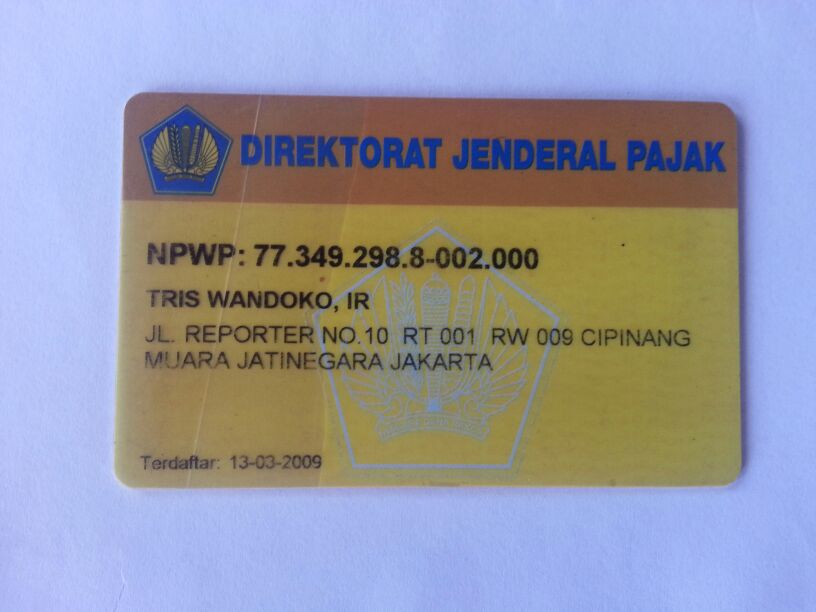 DIREKTORAT JENDERAL PAJAK
NPWP: 77.349.298.8-002.000
TRIS WANDOKO, IR
JL. REPORTER NO.10 RT 001 RW 009 CIPINANG
MUARA JATINEGARA JAKARTA
Terdaftar: 13-03-2009